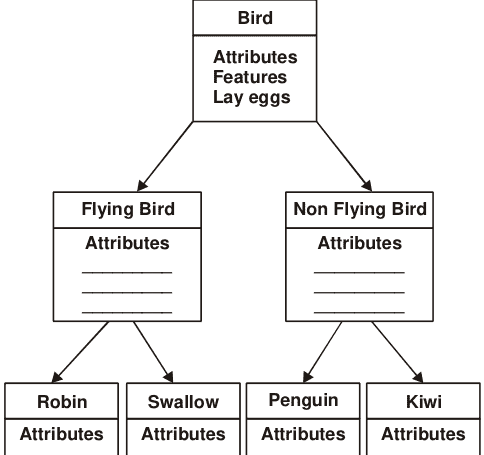 Bird
Attributes
Features
Lay eggs
Flying Bird
Attributes
Non Flying Bird
Attributes
Robin
Attributes
Swallow
Attributes
Penguin
Attributes
Kiwi
Attributes